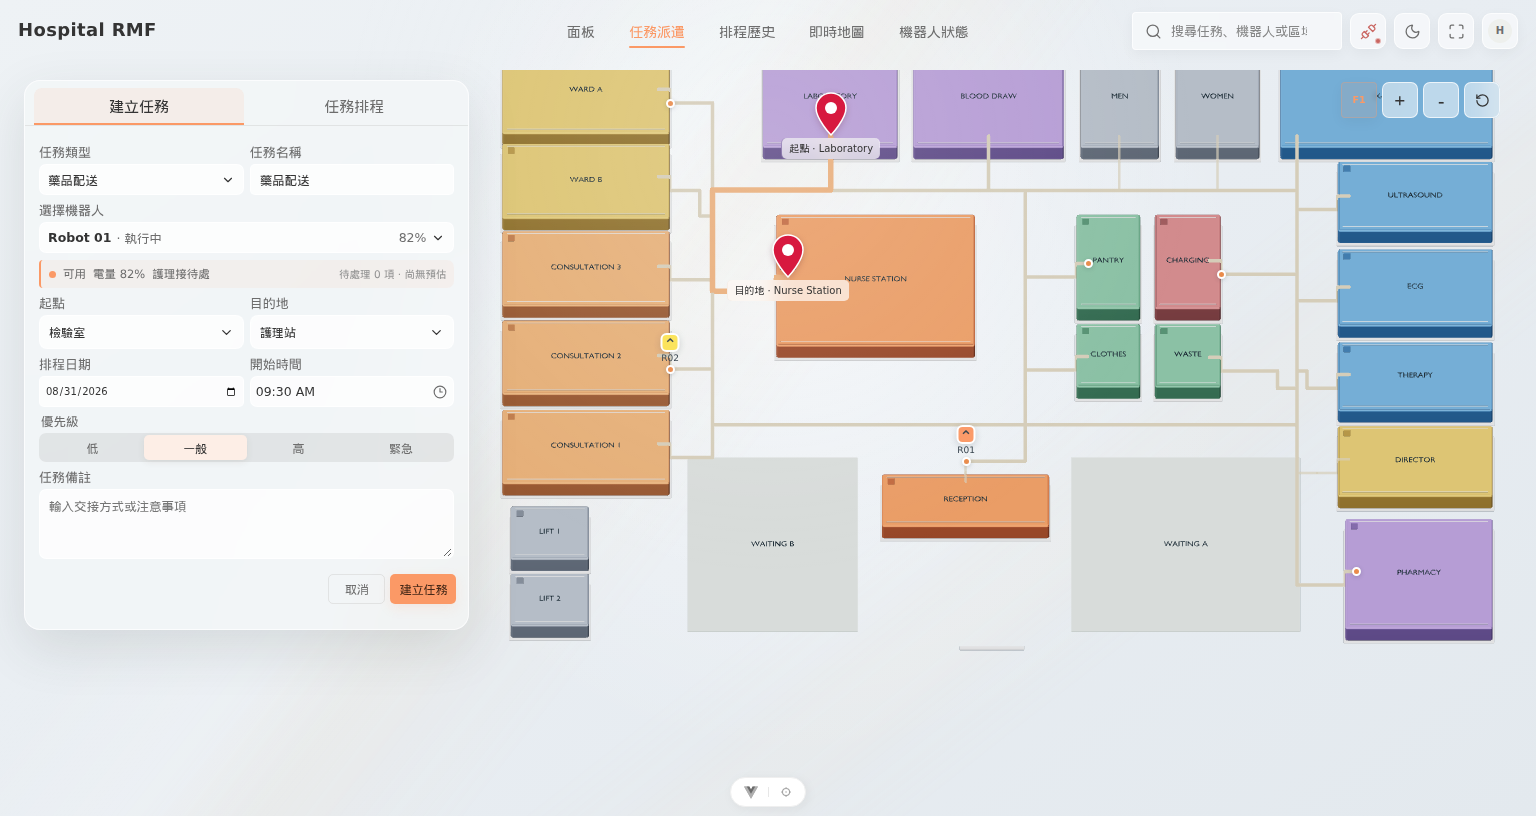 Hospital RMF
面板
任務派遣
排程歷史
即時地圖
機器人狀態
搜尋任務、機器人或區域
H
建立任務
任務排程
任務類型
任務名稱
藥品配送
藥品配送
選擇機器人
Robot 01 · 執行中
82%
可用 電量 82% 護理接待處
待處理 0 項 · 尚無預估
起點
目的地
檢驗室
護理站
排程日期
開始時間
08/31/2026
09:30 AM
優先級
低
一般
高
緊急
任務備註
輸入交接方式或注意事項
取消
建立任務
WARD A
LABORATORY
BLOOD DRAW
MEN
WOMEN
F1
+
-
起點 · Laboratory
WARD B
ULTRASOUND
CONSULTATION 3
NURSE STATION
目的地 · Nurse Station
PANTRY
CHARGING
ECG
CONSULTATION 2
R02
CLOTHES
WASTE
THERAPY
CONSULTATION 1
R01
DIRECTOR
RECEPTION
LIFT 1
WAITING B
WAITING A
PHARMACY
LIFT 2